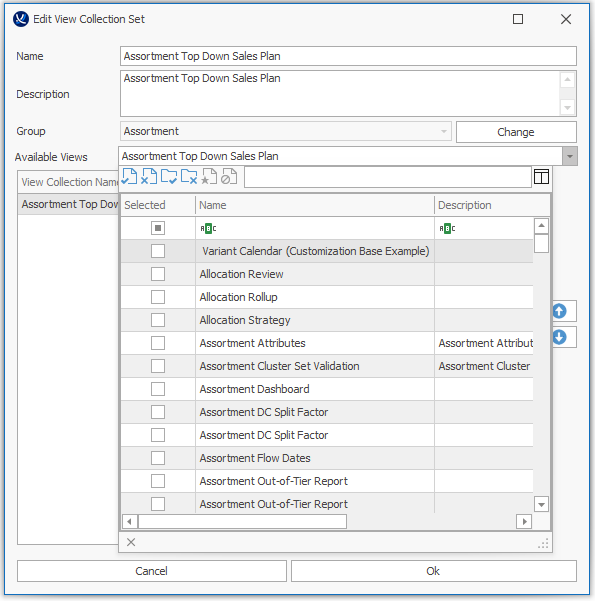 Edit View Collection Set
Name
Assortment Top Down Sales Plan
Description
Assortment Top Down Sales Plan
Group
Assortment
Change
Available Views
Assortment Top Down Sales Plan
View Collection Name
Assortment Top Dow
Selected
Name
Description
ABC
ABC
Variant Calendar (Customization Base Example)
Allocation Review
Allocation Rollup
Allocation Strategy
Assortment Attributes
Assortment Attribut
Assortment Cluster Set Validation
Assortment Cluster
Assortment Dashboard
Assortment DC Split Factor
Assortment DC Split Factor
Assortment Flow Dates
Assortment Out-of-Tier Report
Assortment Out-of-Tier Report
Cancel
Ok